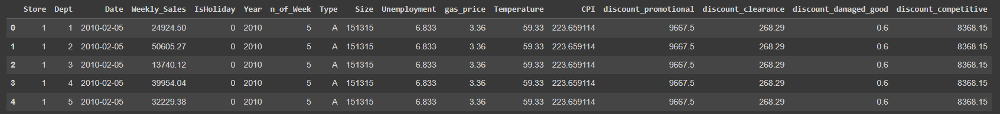 Store Dept Date Weekly_Sales IsHoliday Year n_of_Week Type Size Unemployment gas_price Temperature CPI discount_promotional discount_clearance discount_damaged_good discount_competitive
0 1 1 2010-02-05 24924.50 0 2010 5 A 151315 6.833 3.36 59.33 223.659114 9667.5 268.29 0.6 8368.15
1 1 2 2010-02-05 50605.27 0 2010 5 A 151315 6.833 3.36 59.33 223.659114 9667.5 268.29 0.6 8368.15
2 1 3 2010-02-05 13740.12 0 2010 5 A 151315 6.833 3.36 59.33 223.659114 9667.5 268.29 0.6 8368.15
3 1 4 2010-02-05 39954.04 0 2010 5 A 151315 6.833 3.36 59.33 223.659114 9667.5 268.29 0.6 8368.15
4 1 5 2010-02-05 32229.38 0 2010 5 A 151315 6.833 3.36 59.33 223.659114 9667.5 268.29 0.6 8368.15